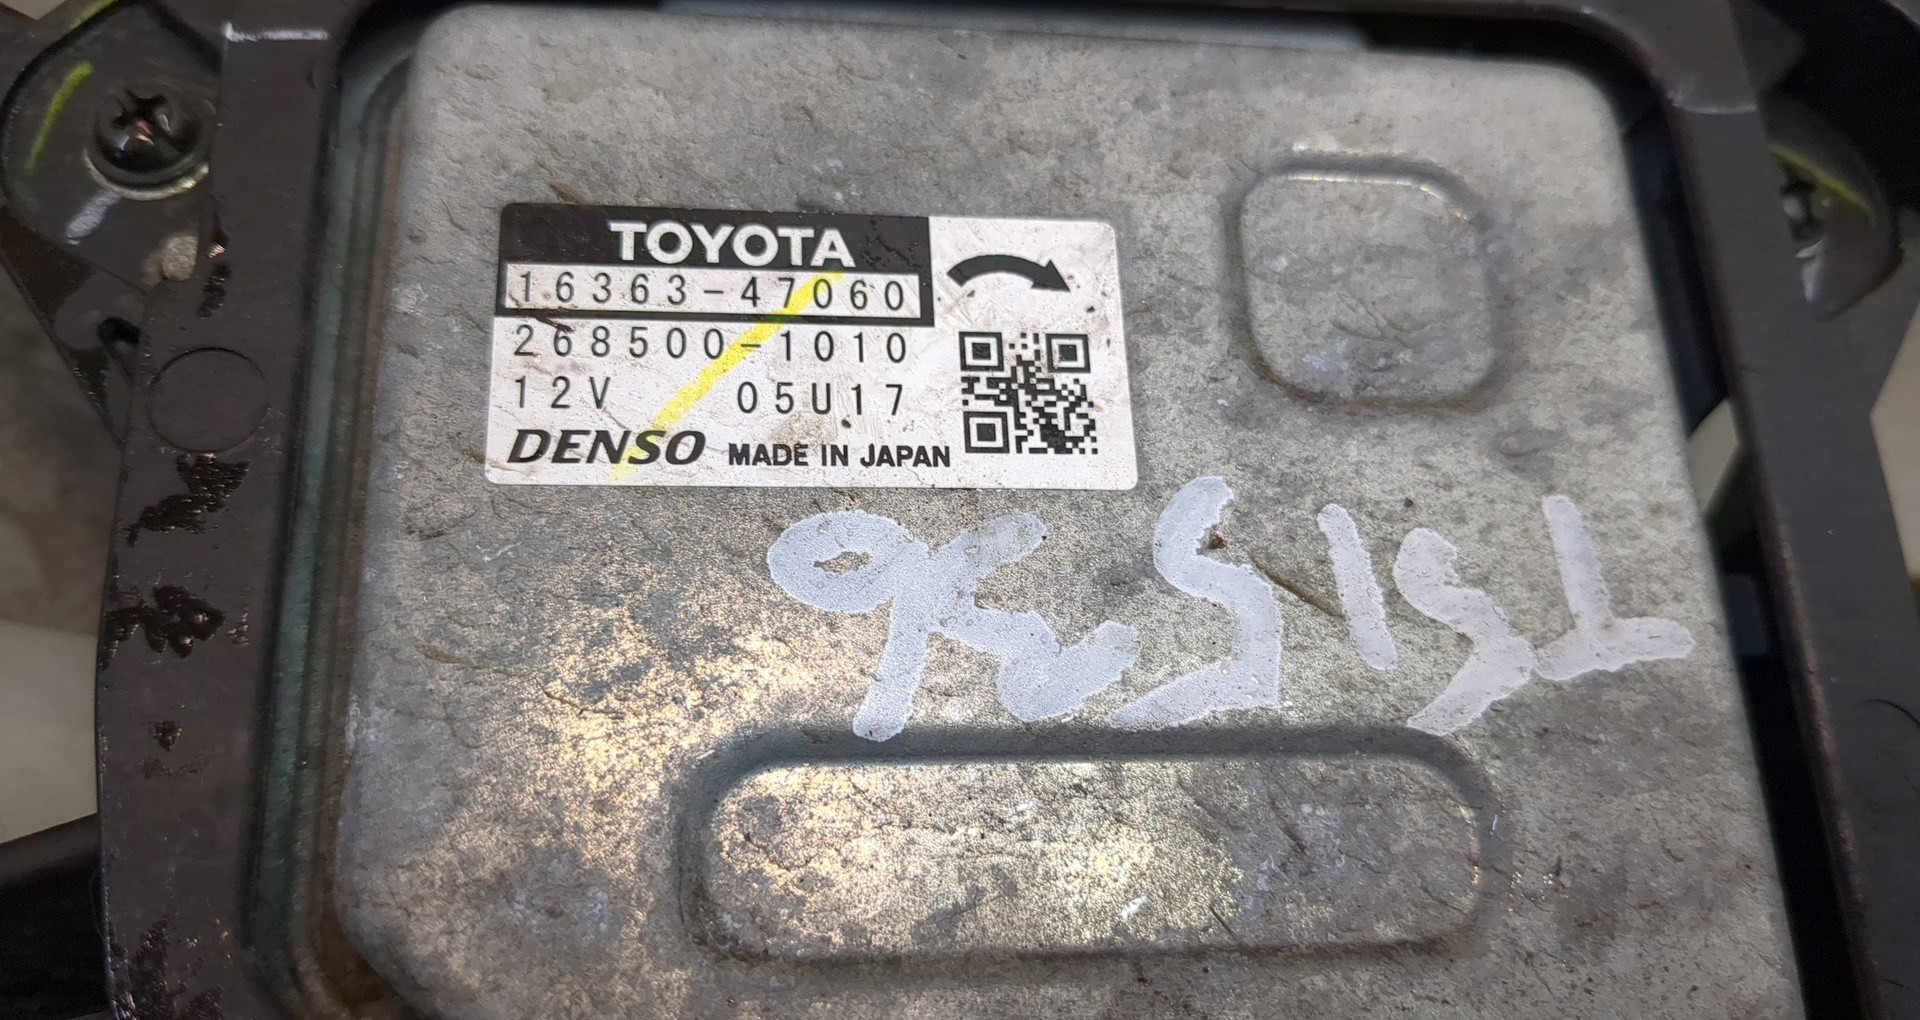 TOYOTA
16363-47060
268500-1010
12V 05U17
DENSO MADE IN JAPAN